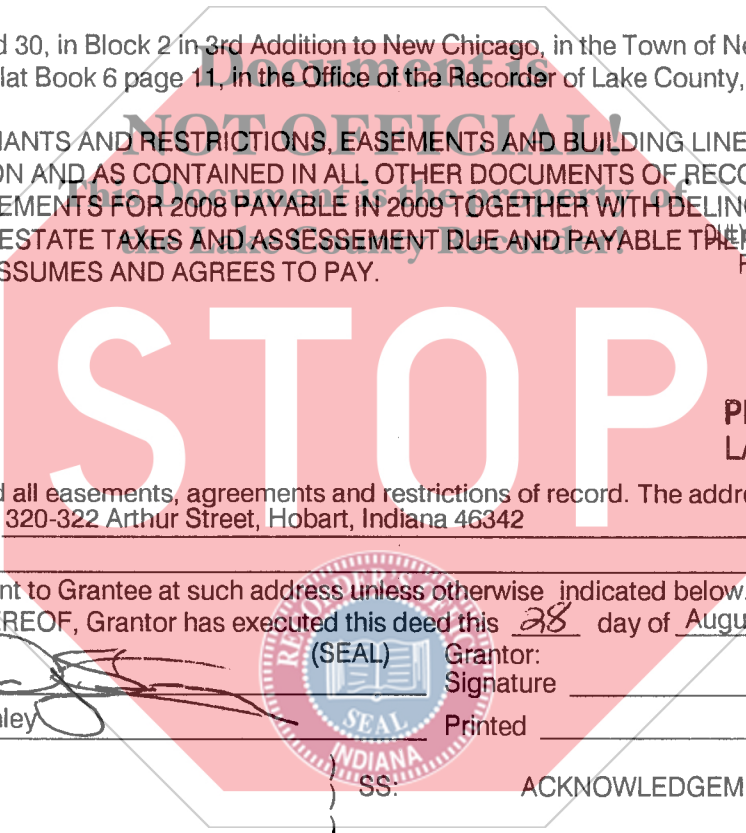 d 30, in Block 2 in 3rd Addition to New Chicago, in the Town of Ne
lat Book 6 page 11, in the Office of the Recorder of Lake County,
Document is
NOT OFFICIAL!
This Document is the property of
the Lake County Recorder!
IANTS AND RESTRICTIONS, EASEMENTS AND BUILDING LINE
ON AND AS CONTAINED IN ALL OTHER DOCUMENTS OF RECO
EMENTS FOR 2008 PAYABLE IN 2009 TOGETHER WITH DELING
ESTATE TAXES AND ASSESSEMENT DUE AND PAYABLE THE
SSUMES AND AGREES TO PAY.
STOP
P
LA
d all easements, agreements and restrictions of record. The addre
320-322 Arthur Street, Hobart, Indiana 46342
nt to Grantee at such address unless otherwise indicated below.
REOF, Grantor has executed this deed this 28 day of Augu
(SEAL) Grantor:
Signature
nley Printed
RECORDER'S OFFICE
SEAL
INDIANA
) SS: ACKNOWLEDGEM
)